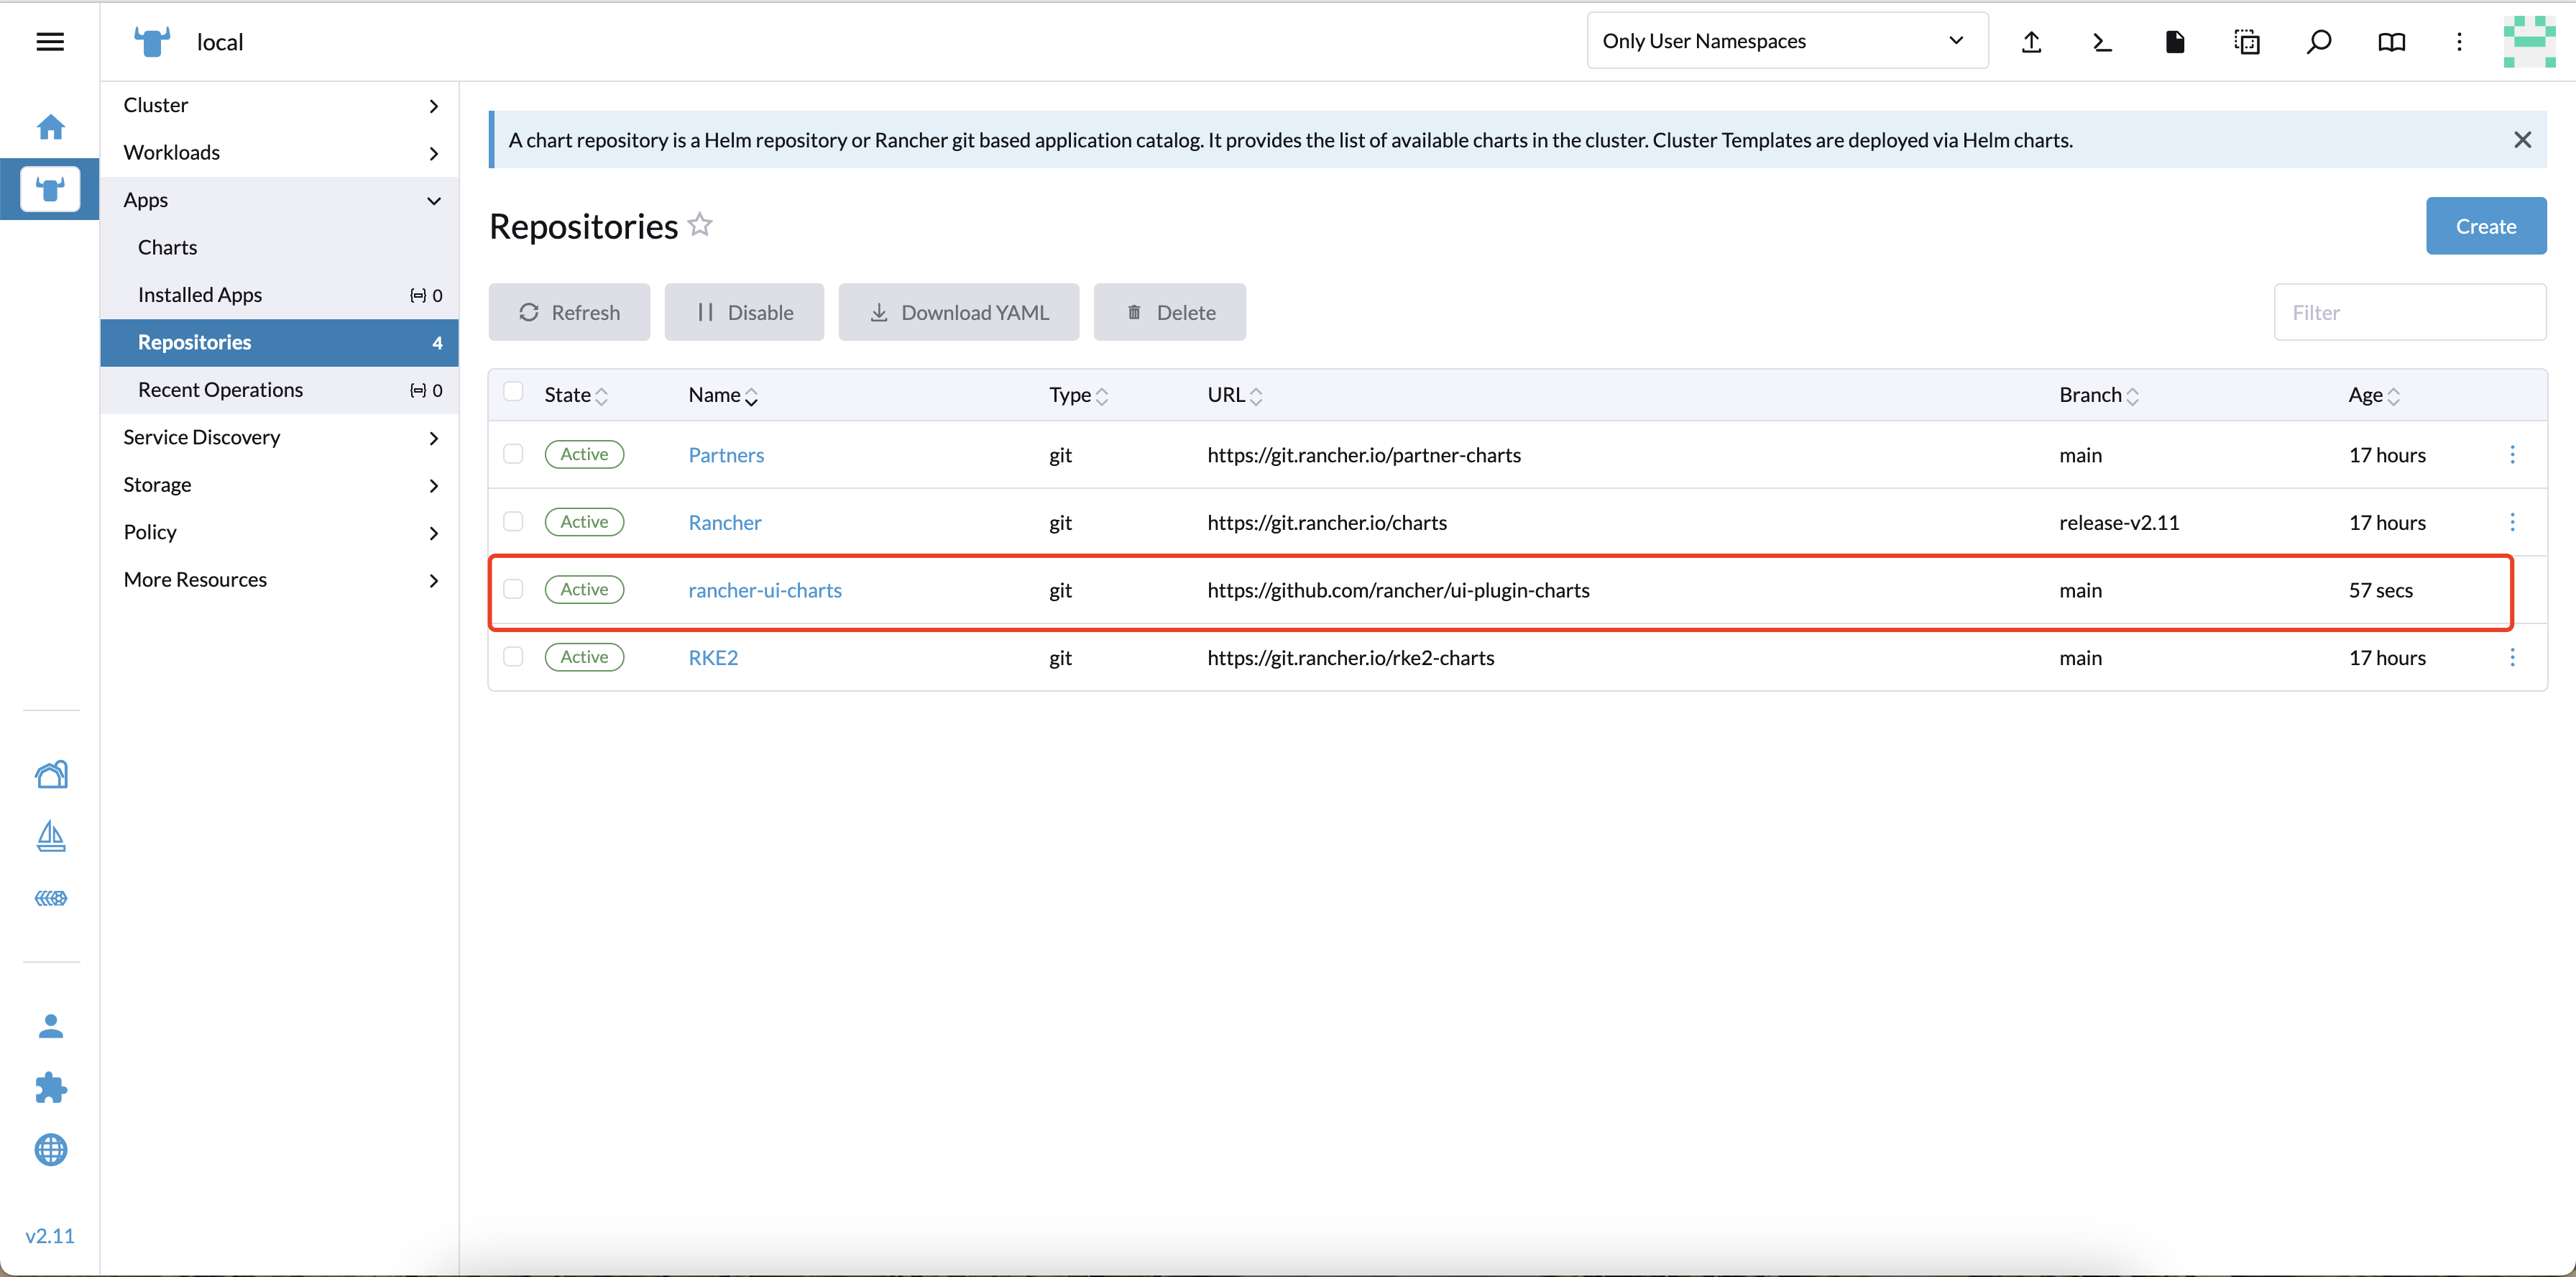 local
Only User Namespaces
Cluster
Workloads
Apps
Charts
Installed Apps 0
Repositories 4
Recent Operations 0
Service Discovery
Storage
Policy
More Resources
v2.11
A chart repository is a Helm repository or Rancher git based application catalog. It provides the list of available charts in the cluster. Cluster Templates are deployed via Helm charts.
Repositories
Create
Refresh Disable Download YAML Delete Filter
State Name Type URL Branch Age
Active Partners git https://git.rancher.io/partner-charts main 17 hours
Active Rancher git https://git.rancher.io/charts release-v2.11 17 hours
Active rancher-ui-charts git https://github.com/rancher/ui-plugin-charts main 57 secs
Active RKE2 git https://git.rancher.io/rke2-charts main 17 hours